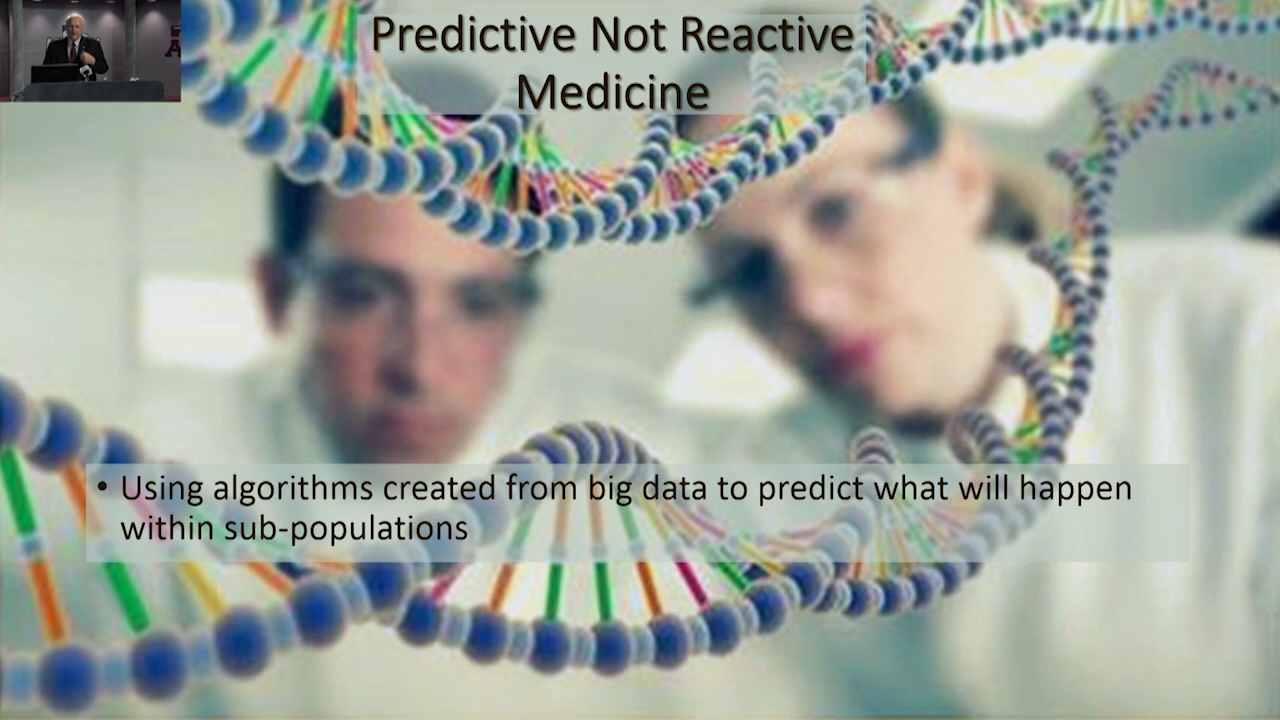 Predictive Not Reactive
Medicine
• Using algorithms created from big data to predict what will happen
within sub-populations